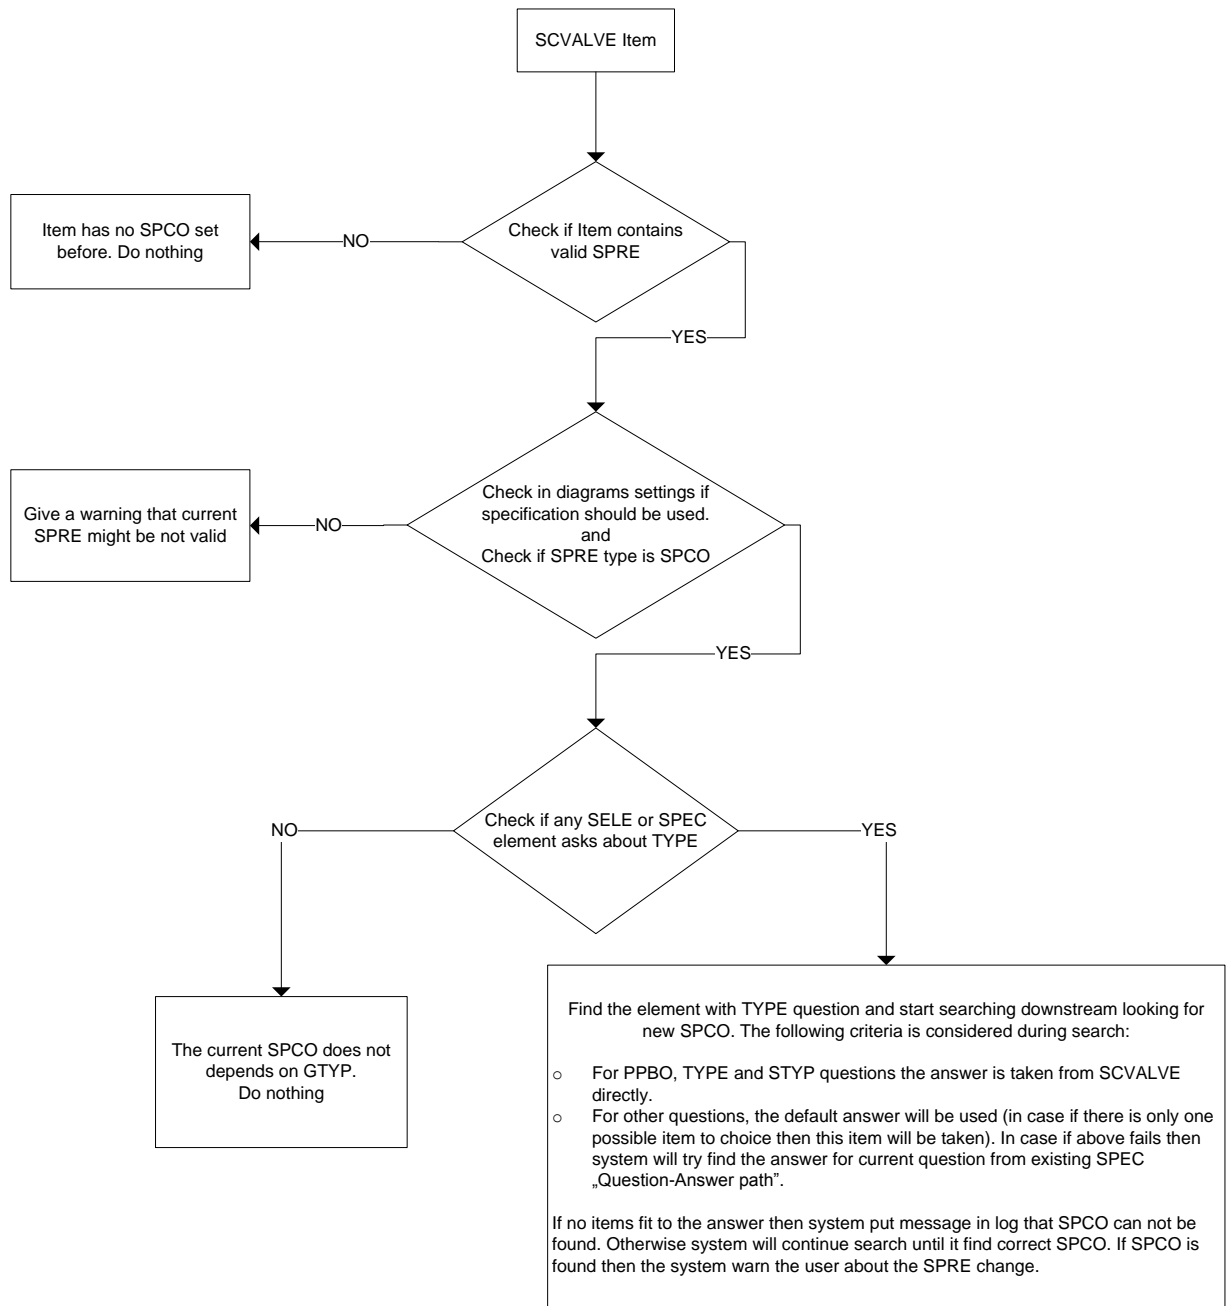 SCVALVE Item
Check if Item contains
valid SPRE
NO
Item has no SPCO set
before. Do nothing
YES
Check in diagrams settings if
specification should be used.
and
Check if SPRE type is SPCO
NO
Give a warning that current
SPRE might be not valid
YES
Check if any SELE or SPEC
element asks about TYPE
NO
YES
The current SPCO does not
depends on GTYP.
Do nothing
Find the element with TYPE question and start searching downstream looking for
new SPCO. The following criteria is considered during search:
o For PPBO, TYPE and STYP questions the answer is taken from SCVALVE
directly.
o For other questions, the default answer will be used (in case if there is only one
possible item to choice then this item will be taken). In case if above fails then
system will try find the answer for current question from existing SPEC
„Question-Answer path”.
If no items fit to the answer then system put message in log that SPCO can not be
found. Otherwise system will continue search until it find correct SPCO. If SPCO is
found then the system warn the user about the SPRE change.